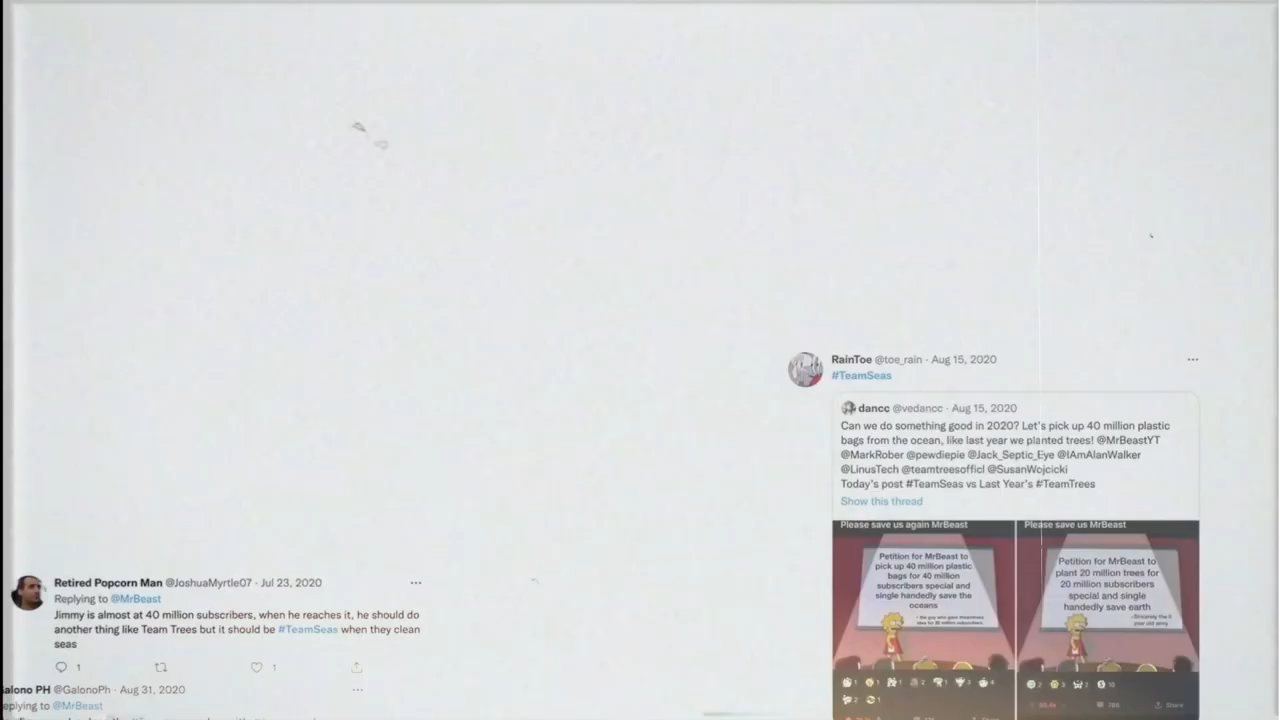 RainToe @toe_rain · Aug 15, 2020
#TeamSeas
dancc @vedancc · Aug 15, 2020
Can we do something good in 2020? Let's pick up 40 million plastic
bags from the ocean, like last year we planted trees! @MrBeastYT
@MarkRober @pewdiepie @Jack_Septic_Eye @IAmAlanWalker
@LinusTech @teamtreesofficl @SusanWojcicki
Today's post #TeamSeas vs Last Year's #TeamTrees
Show this thread
Please save us again MrBeast
Petition for MrBeast to
pick up 40 million plastic
bags for 40 million
subscribers special and
single handedly save the
oceans
Please save us MrBeast
Petition for MrBeast to
plant 20 million trees for
20 million subscribers
special and single
handedly save earth
Share
Retired Popcorn Man @JoshuaMyrtle07 · Jul 23, 2020
Replying to @MrBeast
Jimmy is almost at 40 million subscribers, when he reaches it, he should do
another thing like Team Trees but it should be #TeamSeas when they clean
seas
1 1
alono PH @GalonoPh · Aug 31, 2020
eplying to @MrBeast